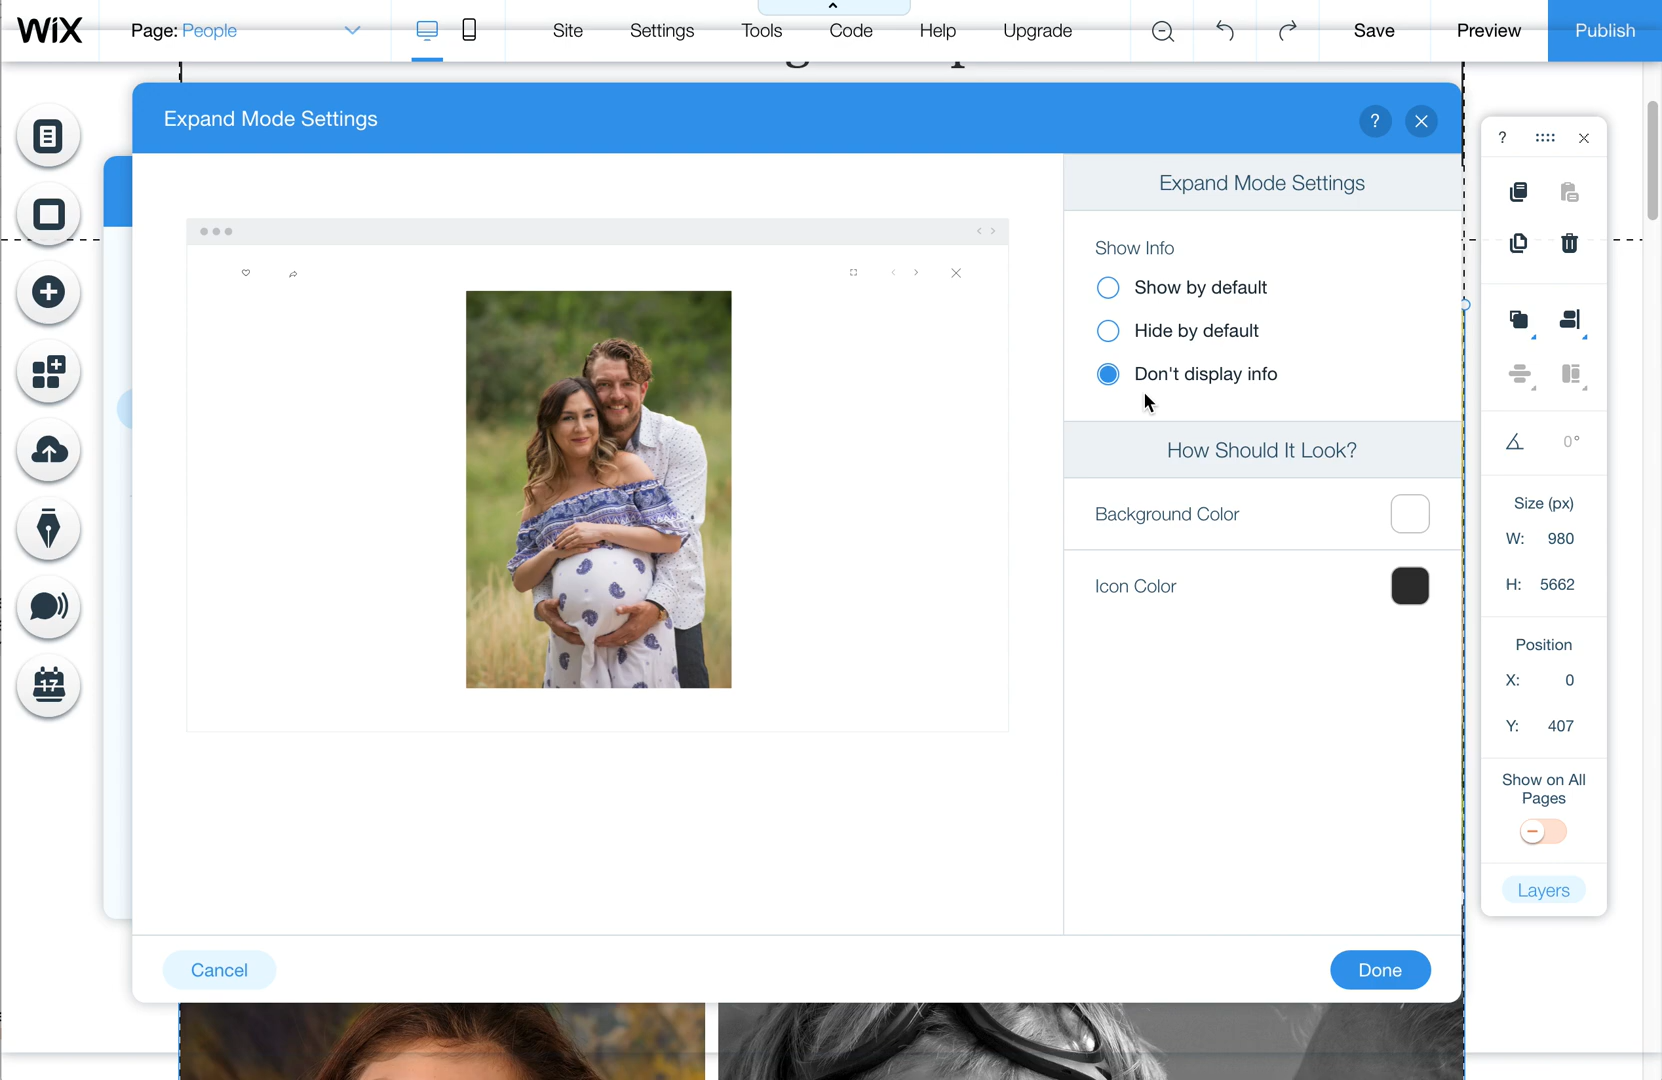 WiX
Page: People
Site
Settings
Tools
Code
Help
Upgrade
Save
Preview
Publish
Expand Mode Settings
?
Expand Mode Settings
Show Info
Show by default
Hide by default
Don't display info
How Should It Look?
Background Color
Icon Color
Cancel
Done
17
?
0°
Size (px)
W: 980
H: 5662
Position
X: 0
Y: 407
Show on All
Pages
Layers